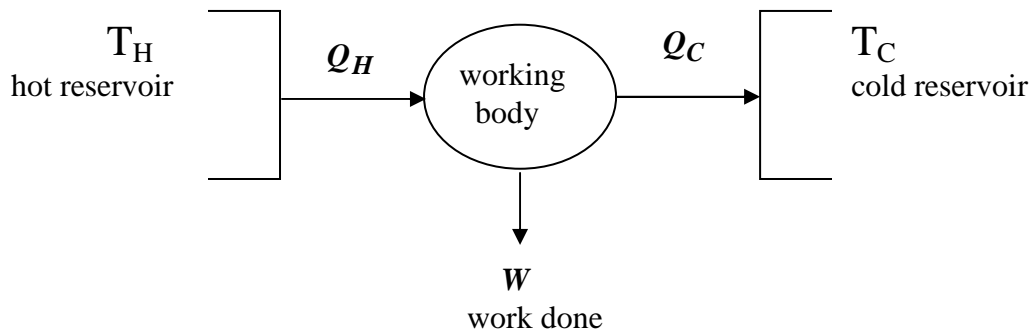 T_H
hot reservoir
Q_H
working
body
Q_C
T_C
cold reservoir
W
work done